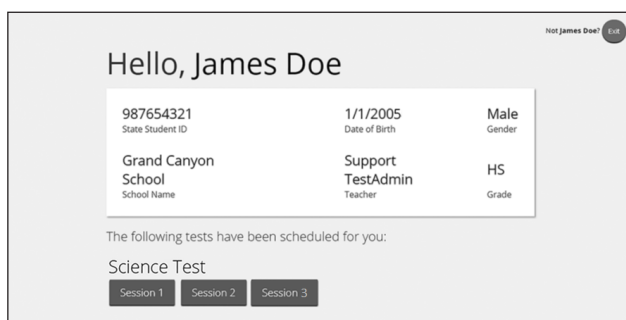 Not James Doe? Exit
Hello, James Doe
987654321 1/1/2005 Male
State Student ID Date of Birth Gender
Grand Canyon School Support TestAdmin HS
School Name Teacher Grade
The following tests have been scheduled for you:
Science Test
Session 1 Session 2 Session 3